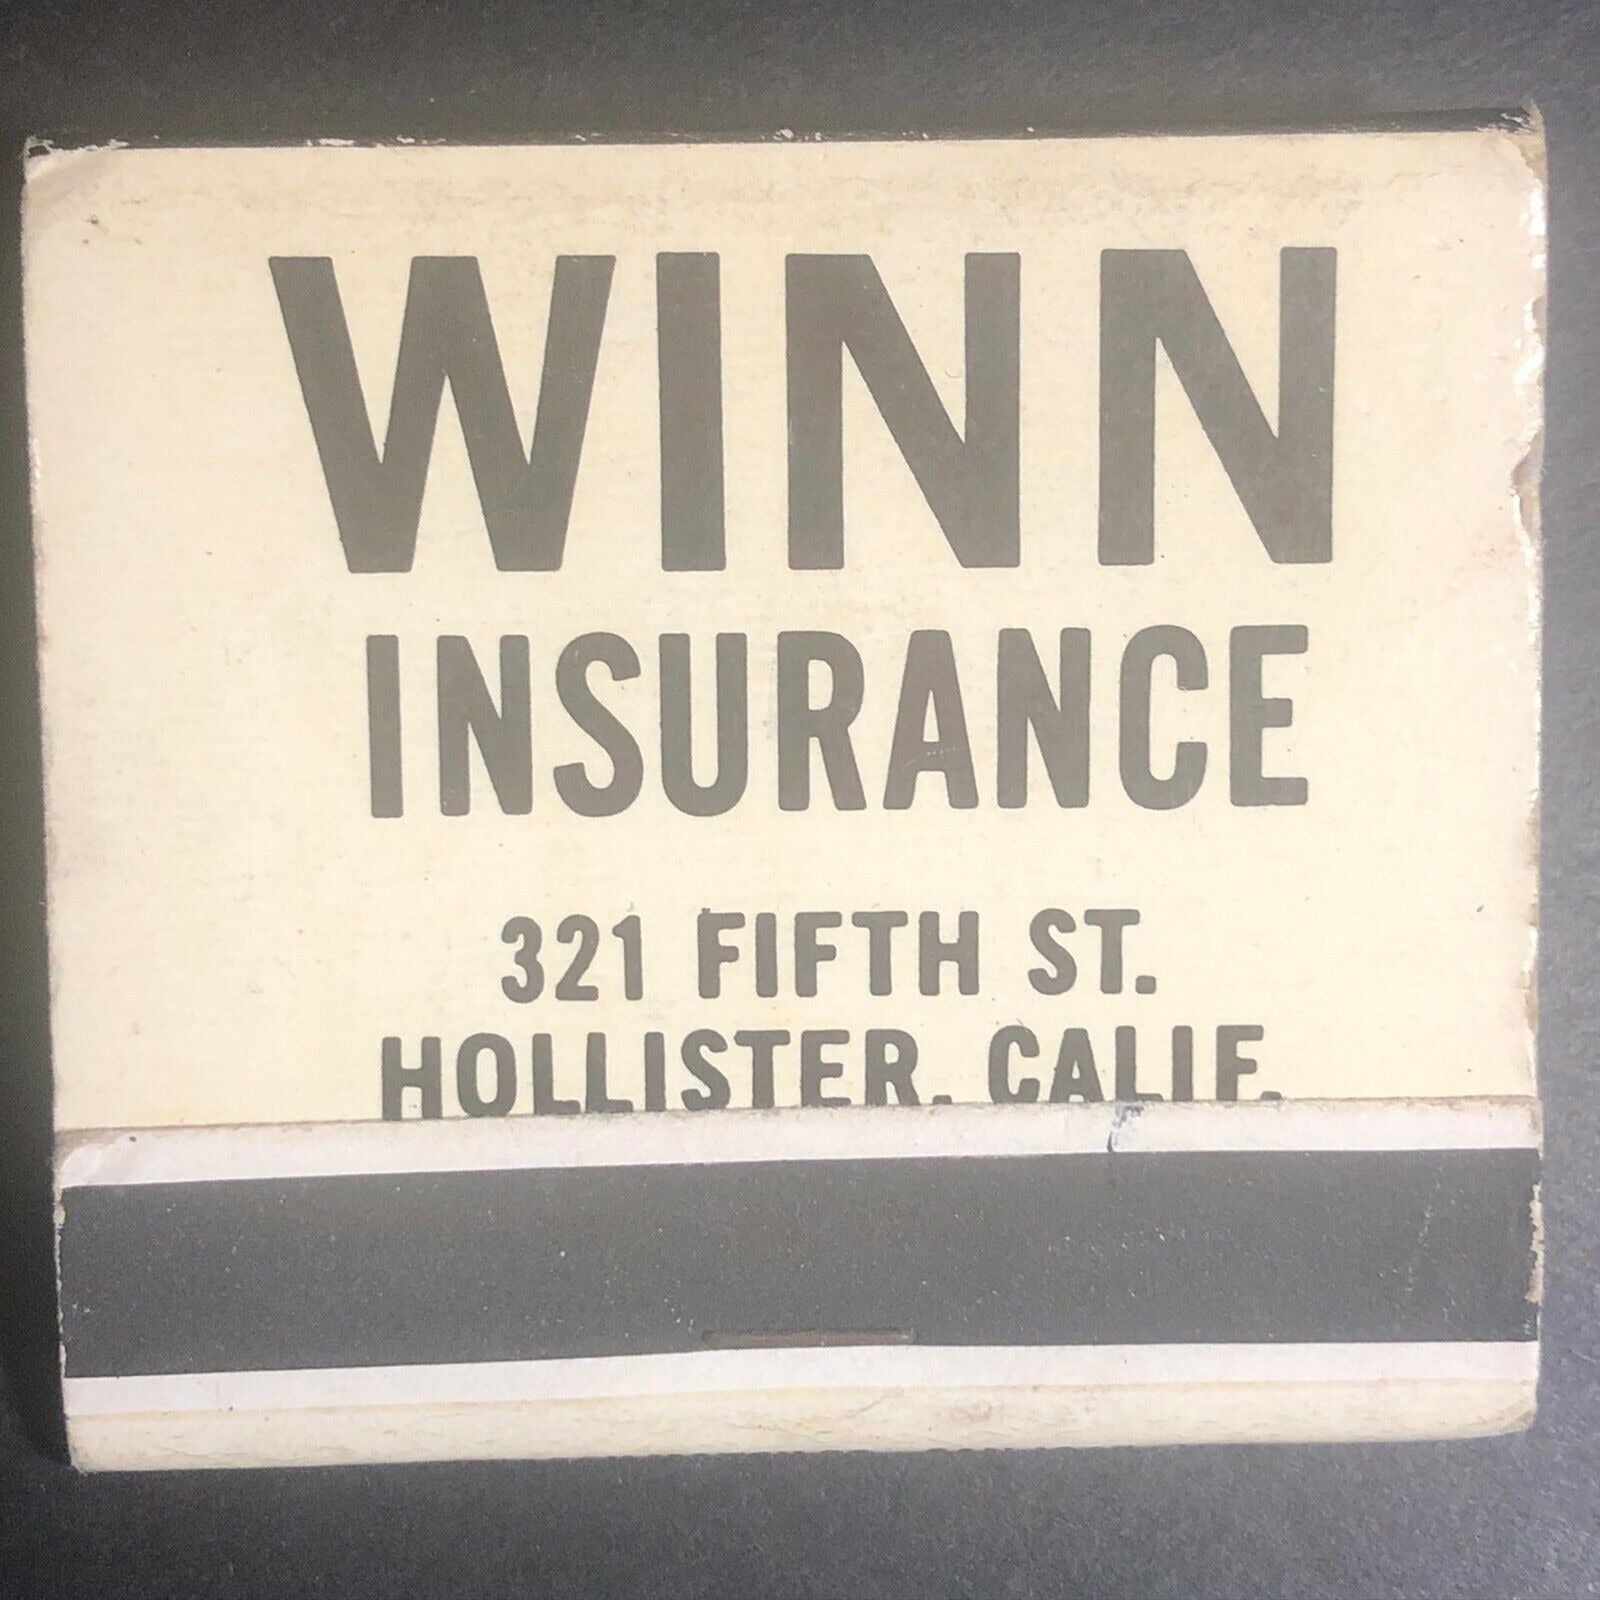 WINN
INSURANCE
321 FIFTH ST.
HOLLISTER, CALIF.